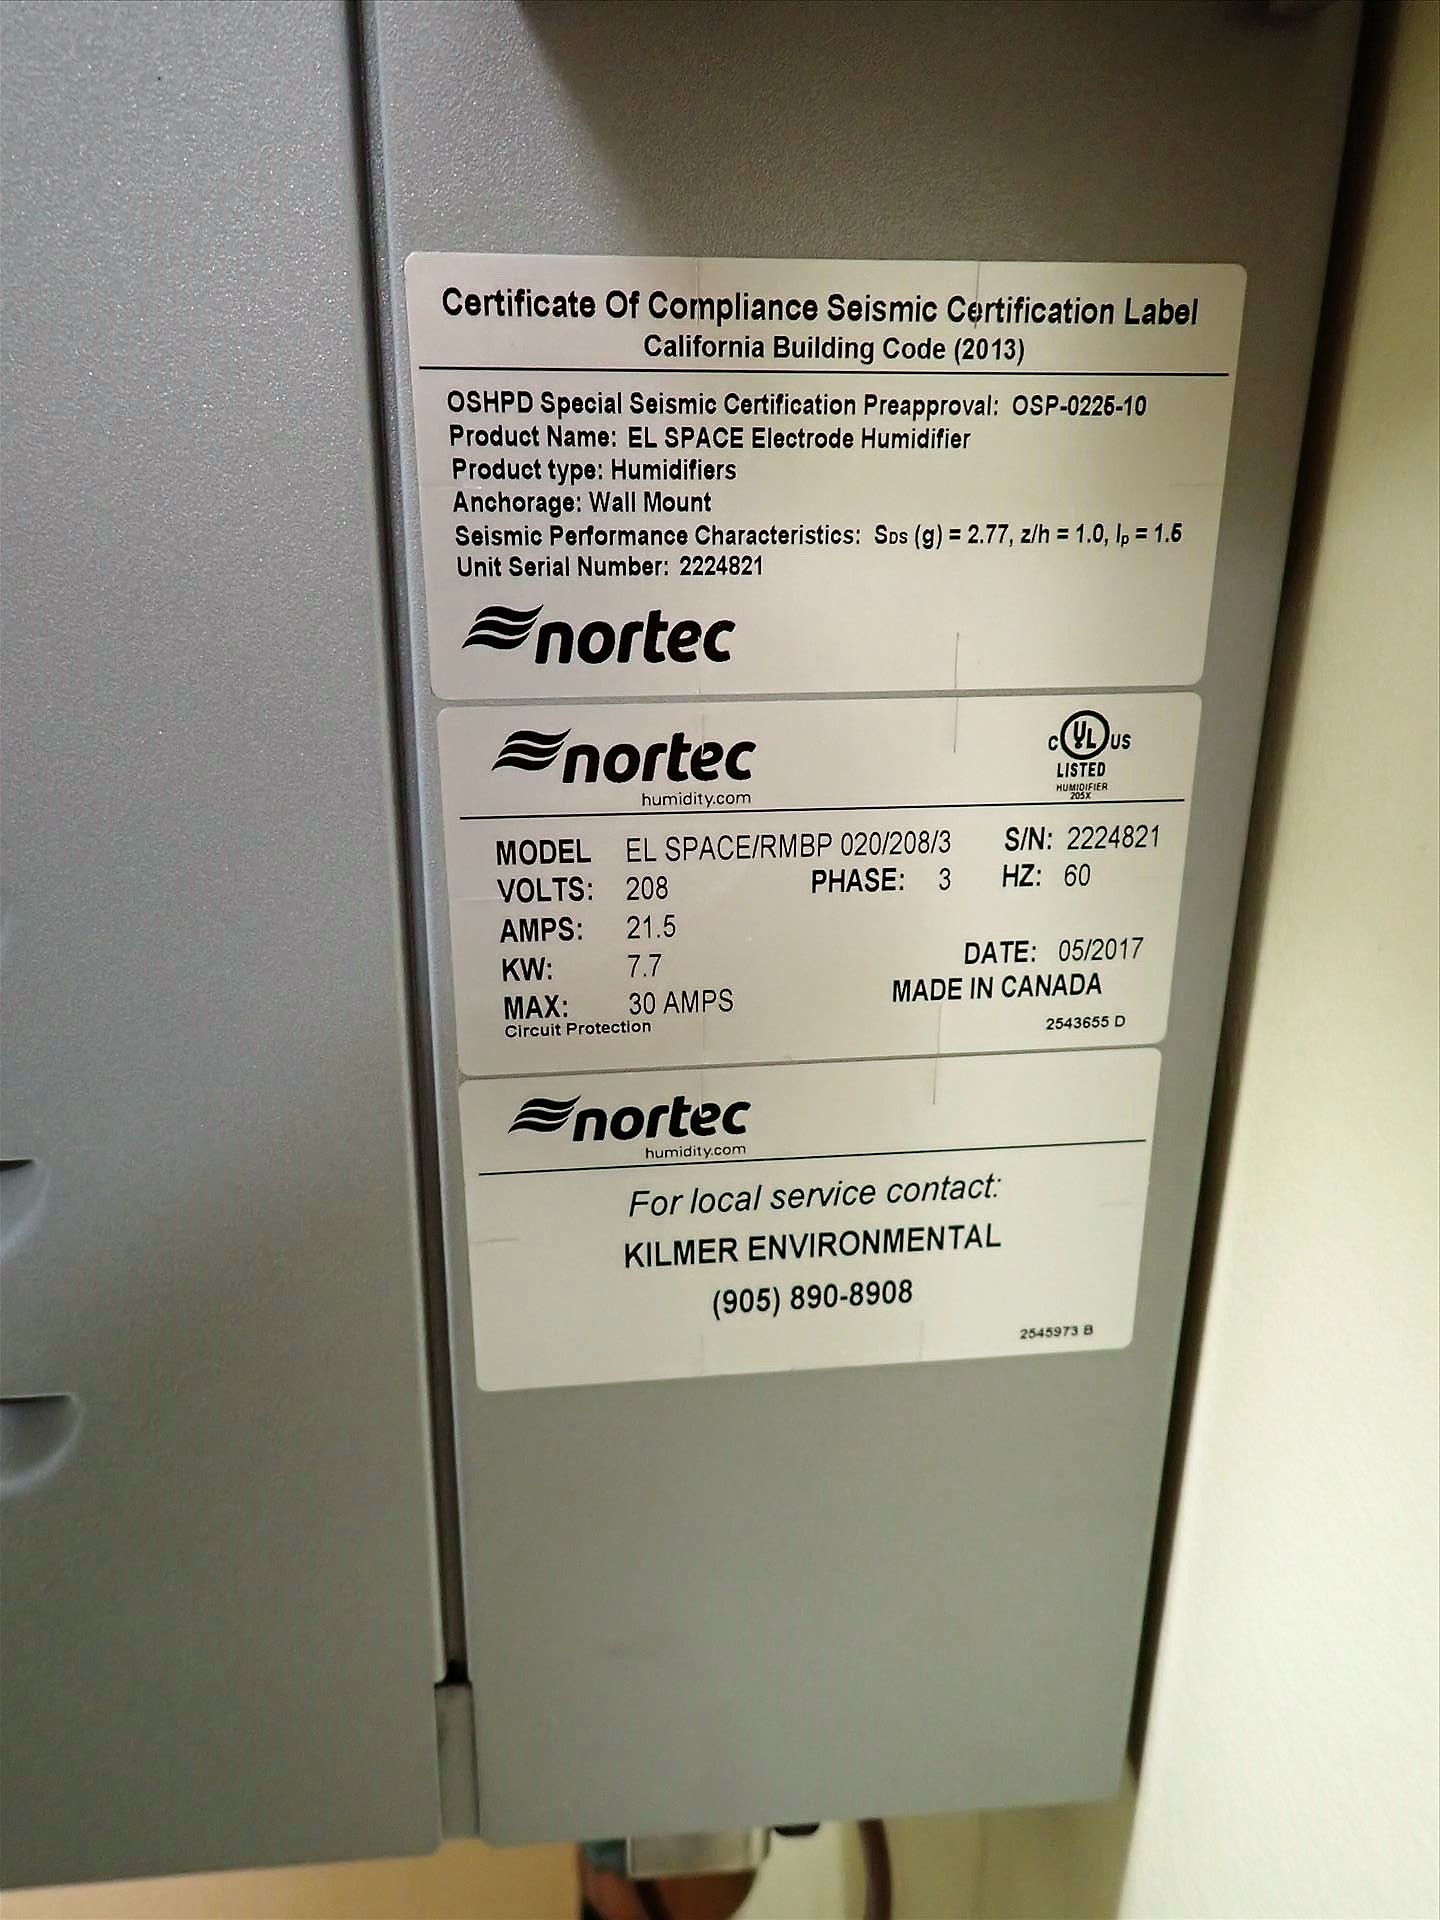 Certificate Of Compliance Seismic Certification Label
California Building Code (2013)
OSHPD Special Seismic Certification Preapproval: OSP-0225-10
Product Name: EL SPACE Electrode Humidifier
Product type: Humidifiers
Anchorage: Wall Mount
Seismic Performance Characteristics: SDS (g) = 2.77, z/h = 1.0, Ip = 1.5
Unit Serial Number: 2224821
nortec
nortec
humidity.com
C UL US
LISTED
HUMIDIFIER
205X
MODEL EL SPACE/RMBP 020/208/3 S/N: 2224821
VOLTS: 208 PHASE: 3 HZ: 60
AMPS: 21.5
KW: 7.7 DATE: 05/2017
MAX: 30 AMPS MADE IN CANADA
Circuit Protection 2543655 D
nortec
humidity.com
For local service contact:
KILMER ENVIRONMENTAL
(905) 890-8908
2545973 B